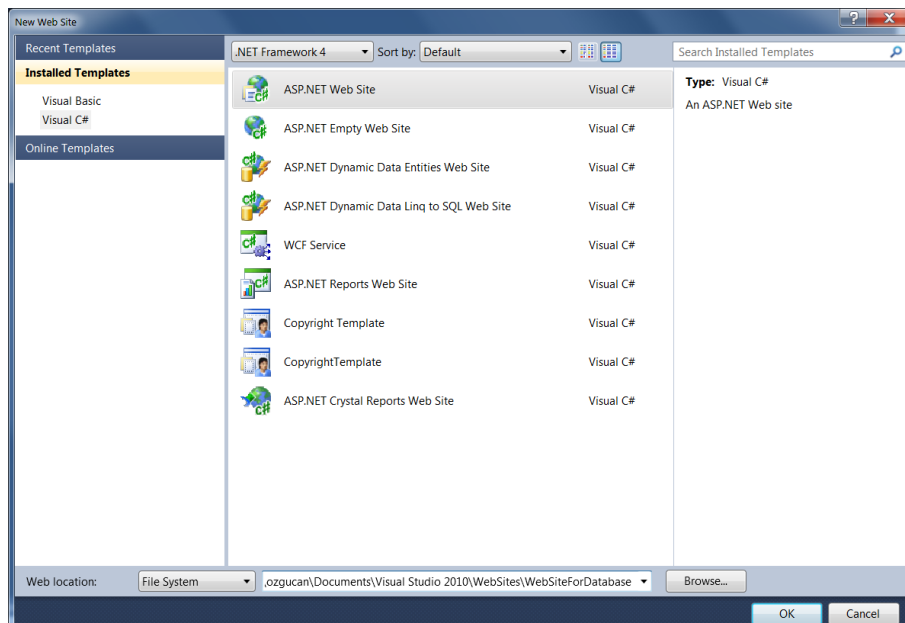 New Web Site
?
X
Recent Templates
.NET Framework 4
Sort by:
Default
Search Installed Templates
Installed Templates
Visual Basic
Visual C#
Online Templates
ASP.NET Web Site Visual C#
ASP.NET Empty Web Site Visual C#
ASP.NET Dynamic Data Entities Web Site Visual C#
ASP.NET Dynamic Data Linq to SQL Web Site Visual C#
WCF Service Visual C#
ASP.NET Reports Web Site Visual C#
Copyright Template Visual C#
CopyrightTemplate Visual C#
ASP.NET Crystal Reports Web Site Visual C#
Type: Visual C#
An ASP.NET Web site
Web location:
File System
ozgucan\Documents\Visual Studio 2010\WebSites\WebSiteForDatabase
Browse...
OK
Cancel